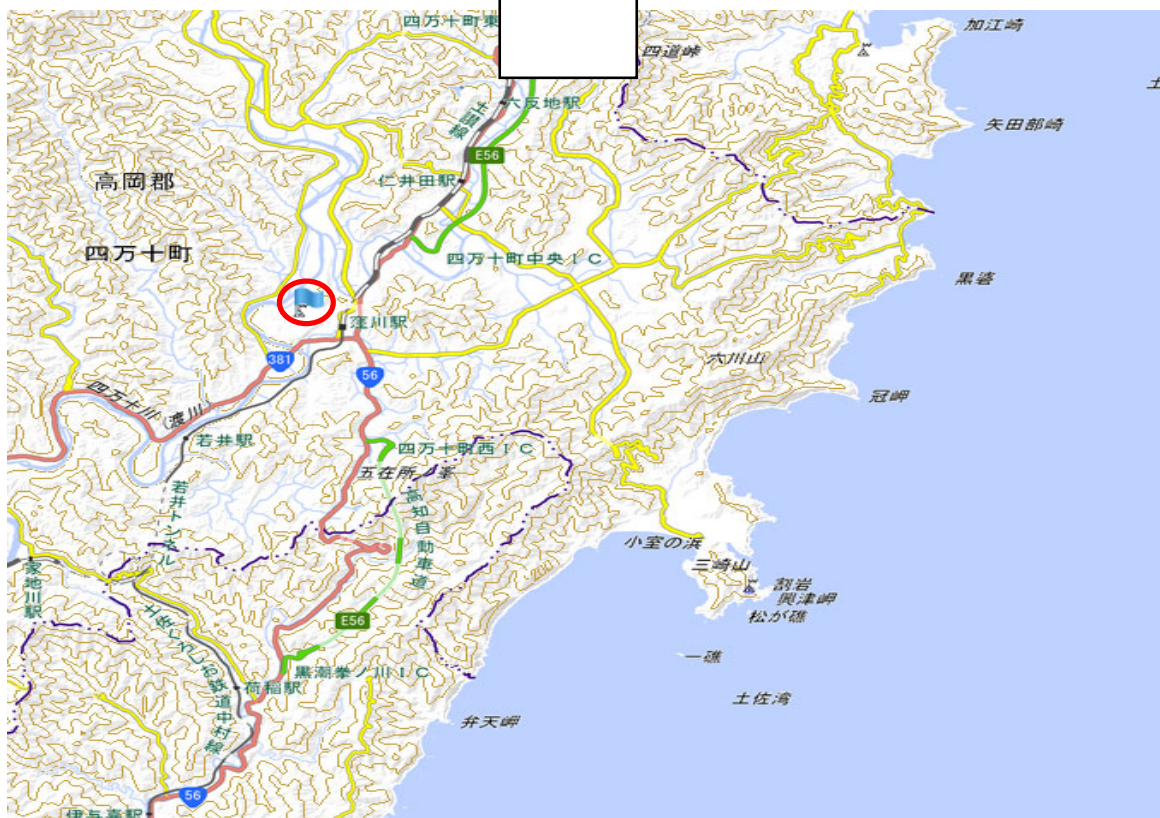 四万十町東
加江崎
四道峠
六反地駅
土讃線
矢田部崎
E56
仁井田駅
高岡郡
四万十町
四万十町中央IC
黒碆
窪川駅
381
六川山
56
四万十川(渡川)
冠岬
若井駅
四万十町西IC
五在所ノ峯
若井トンネル
高知自動車道
小室の浜
三崎山
200
家地川駅
割岩
興津岬
松が礁
E56
土佐くろしお鉄道中村線
一礁
黒潮拳ノ川IC
荷稲駅
土佐湾
弁天岬
56
伊与喜駅
土